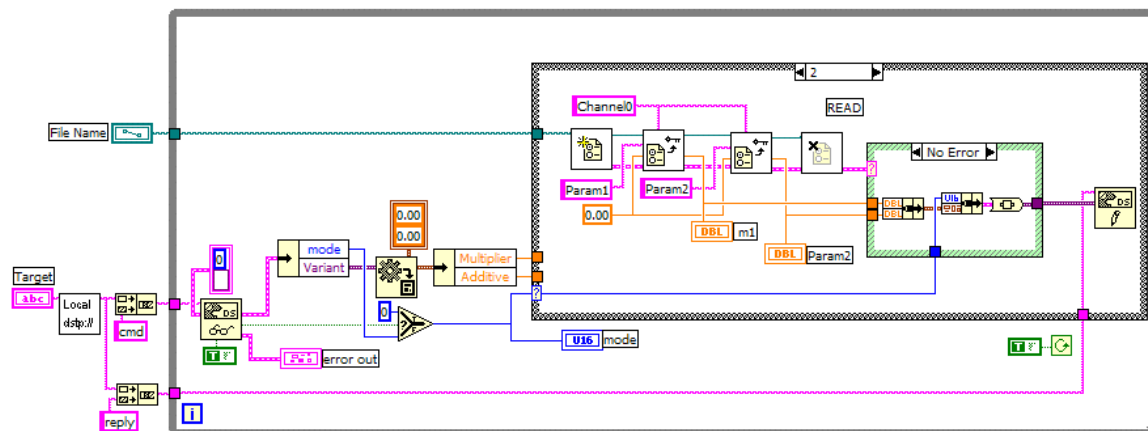 2
Channel0
READ
File Name
No Error
Param1
Param2
U16
DBL
DBL
0.00
0.00
0.00
DBL
m1
mode
Variant
DBL
Param2
Multiplier
Additive
0
Target
abc
Local
dstp://
cmd
DS
DS
0
?
?
?
T F
error out
U16
mode
T F
reply
i